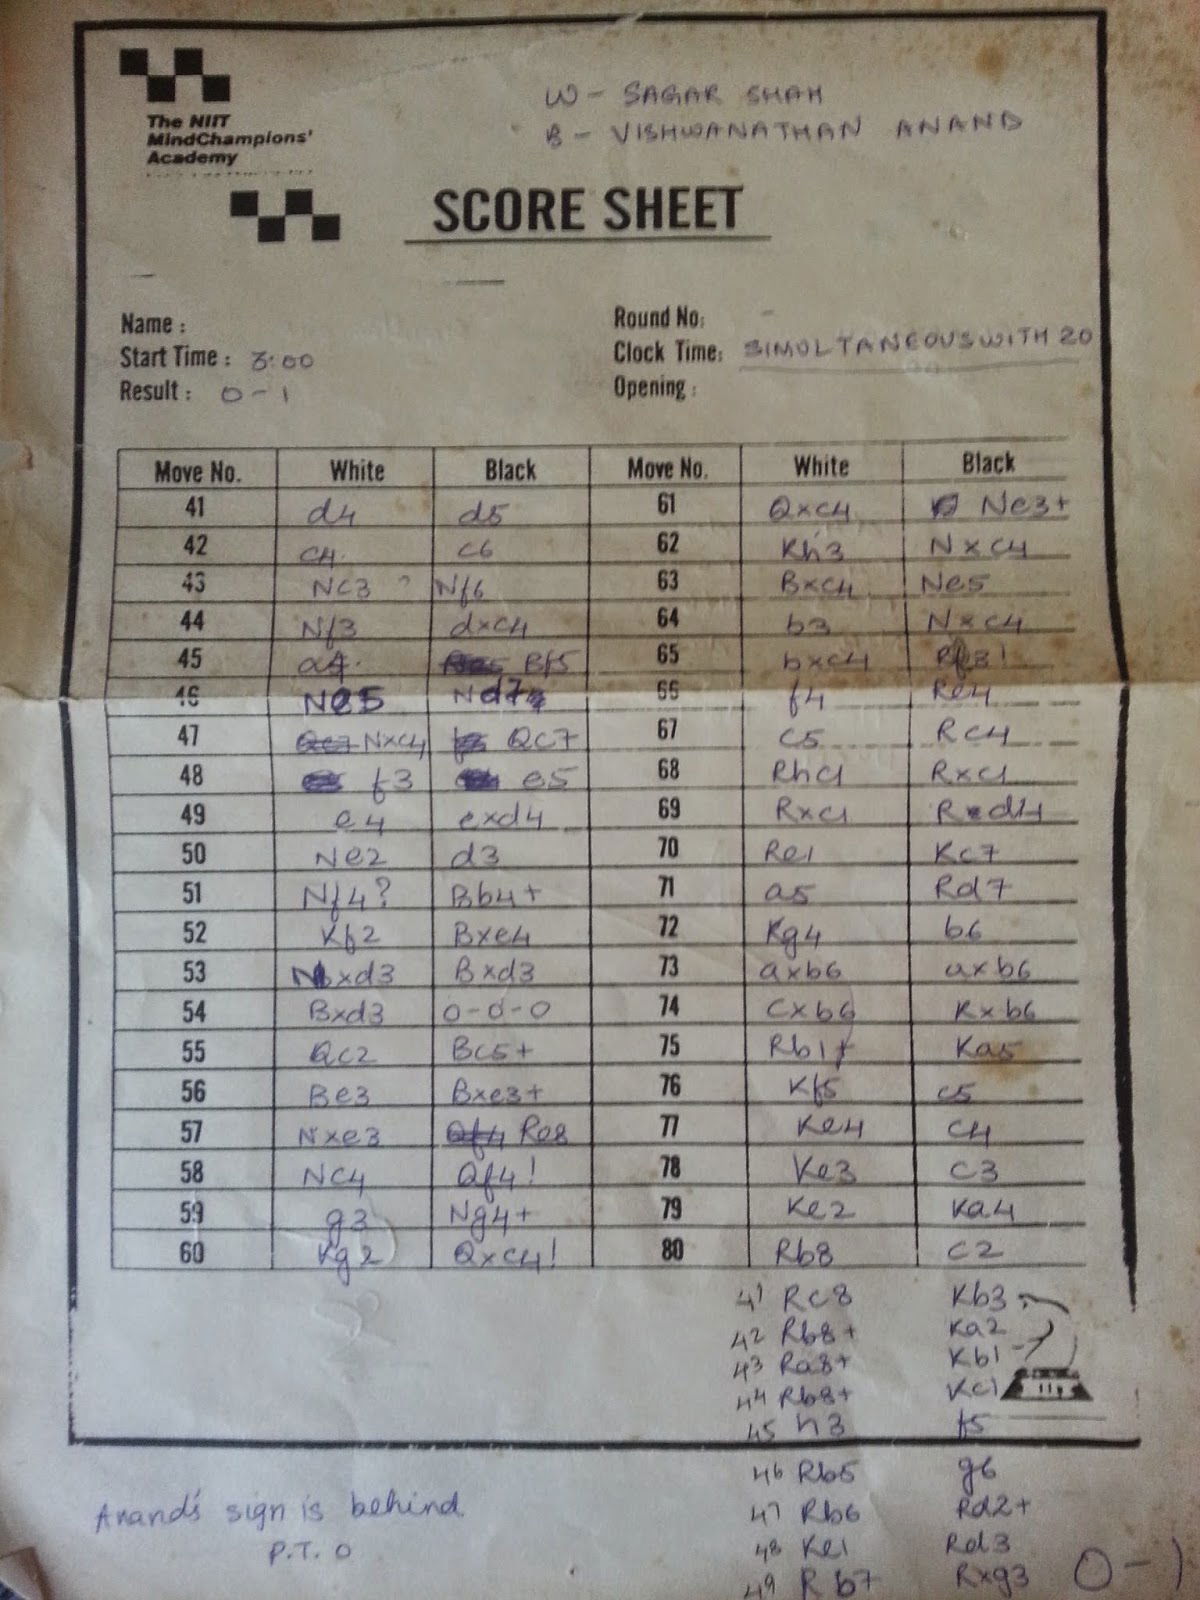 W - SAGAR SHAH
B - VISHWANATHAN ANAND
The NIIT
MindChampions'
Academy
SCORE SHEET
Name :
Round No:
Start Time : 3:00
Clock Time: SIMULTANEOUS WITH 20
Result : 0 - 1
Opening :
Move No. White Black Move No. White Black
41 d4 d5 61 Qxc4 Ne3+
42 c4 c6 62 Kh3 Nxc4
43 Nc3 Nf6 63 Bxc4 Ne5
44 Nf3 dxc4 64 b3 Nxc4
45 a4 Bf5 65 bxc4
46 Ne5 Nd7 66 f4 Re4
47 Nxc4 Qc7 67 c5 Rc4
48 f3 e5 68 Rhc1 Rxc1
49 e4 exd4 69 Rxc1
50 Ne2 d3 70 Re1 Kc7
51 Nf4? Bb4+ 71 a5 Rd7
52 Kf2 Bxe4 72 Kg4 b6
53 Nxd3 Bxd3 73 axb6 axb6
54 Bxd3 0-0-0 74 cxb6 Rxb6
55 Qc2 Bc5+ 75 Rb1+ Ka5
56 Be3 Bxe3+ 76 Kf5 c5
57 Nxe3 Re8 77 Ke4 c4
58 Nc4 Qf4! 78 Ke3 c3
59 g3 Ng4+ 79 Ke2 Ka4
60 Kg2 Qxc4! 80 Rb8 c2
41 Rc8 Kb3
42 Rb8+ Ka2
43 Ra8+ Kb1
44 Rb8+ Kc1
45 h3 f5
46 Rb5 g6
47 Rb6 Rd2+
48 Ke1 Rd3
49 Rb7 Rxg3 0-1
Anand's sign is behind
P.T. O